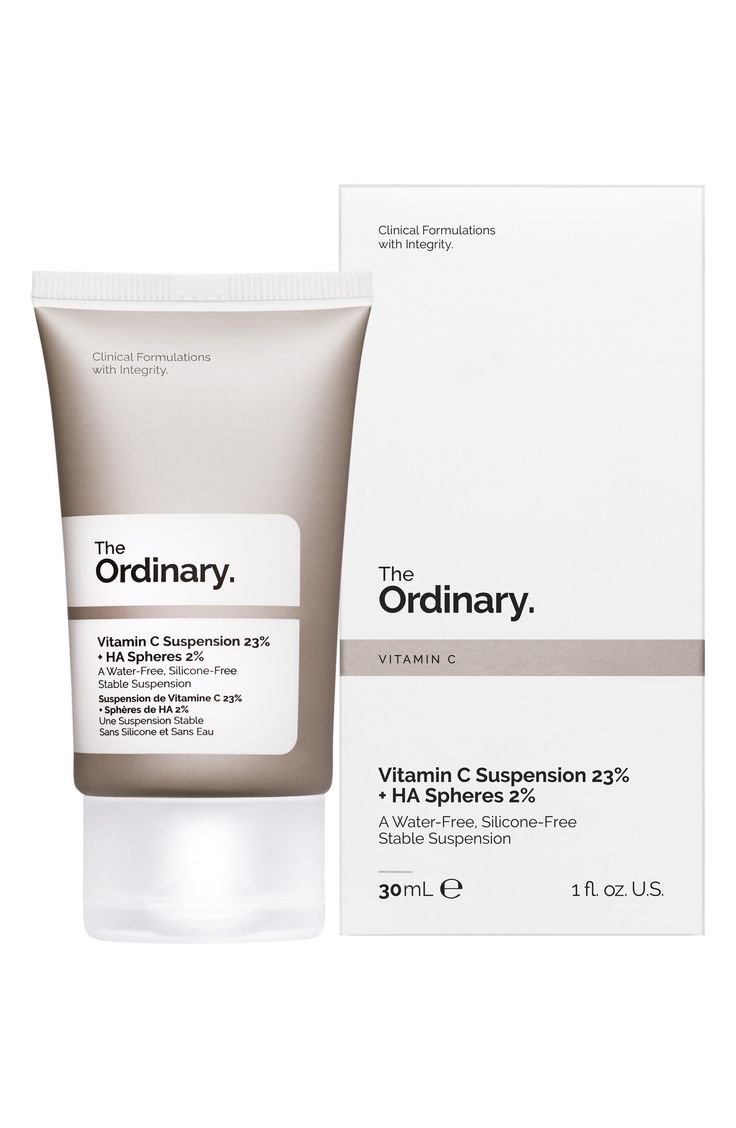 Clinical Formulations
with Integrity.
The
Ordinary.
Vitamin C Suspension 23%
+ HA Spheres 2%
A Water-Free, Silicone-Free
Stable Suspension
Suspension de Vitamine C 23%
+ Sphères de HA 2%
Une Suspension Stable
Sans Silicone et Sans Eau
Clinical Formulations
with Integrity.
The
Ordinary.
VITAMIN C
Vitamin C Suspension 23%
+ HA Spheres 2%
A Water-Free, Silicone-Free
Stable Suspension
30mL ℮ 1 fl. oz. U.S.